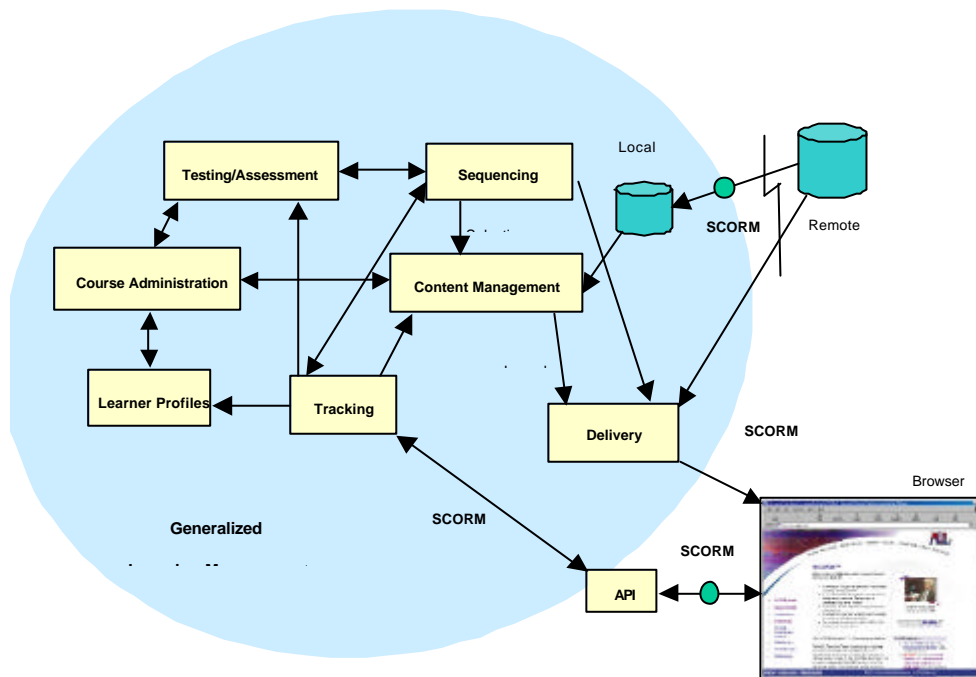 Local
Testing/Assessment
Sequencing
SCORM
Remote
Course Administration
Content Management
Learner Profiles
Tracking
Delivery
SCORM
Browser
Generalized
SCORM
SCORM
API